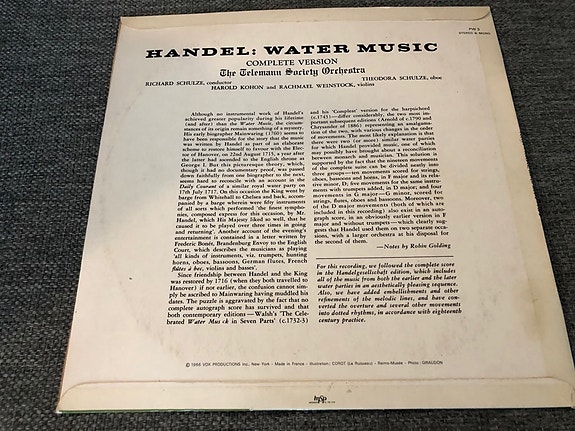 PW-5
STEREO & MONO
HANDEL: WATER MUSIC
COMPLETE VERSION
The Telemann Society Orchestra
RICHARD SCHULZE, conductor
THEODORA SCHULZE, oboe
HAROLD KOHON and RACHMAEL WEINSTOCK, violins
Although no instrumental work of Handel's
achieved greater popularity during his lifetime
(and after) than the Water Music, the circum-
stances of its origin remain something of a mystery.
His early biographer Mainwaring (1760) seems to
have been responsible for the story that the music
was written by Handel as part of an elaborate
scheme to restore himself to favour with the Elec-
tor of Hanover, on 22nd August 1715, a year after
the latter had ascended to the English throne as
George I. But this picturesque theory, which,
though it had no documentary proof, was passed
down faithfully from one biographer to the next,
seems hard to reconcile with an account in the
Daily Courant of a similar royal water party on
17th July 1717. On this occasion the King went by
barge from Whitehall to Chelsea and back, accom-
panied by a barge wherein were fifty instruments
of all sorts which performed 'the finest sympho-
nies, composed express for this occasion, by Mr.
Handel, which His Majesty liked so well, that he
caused it to be played over three times in going
and returning'. Another account of the evening's
entertainment is contained in a letter written by
Frederic Bonêt, Brandenburg Envoy to the English
Court, which describes the musicians as playing
'all kinds of instruments, viz. trumpets, hunting
horns, oboes, bassoons, German flutes, French
flûtes à bec, violins and basses'.
Since friendship between Handel and the King
was restored by 1716 (when they both travelled to
Hanover) if not earlier, the confusion cannot sim-
ply be ascribed to Mainwaring having muddled his
dates. The puzzle is aggravated by the fact that no
complete autograph score has survived and that
both contemporary editions—Walsh's 'The Cele-
brated Water Musick in Seven Parts' (c.1732-3)
and his 'Compleat' version for the harpsichord
(c.1743)—differ considerably, the two most im-
portant subsequent editions (Arnold of c.1790 and
Chrysander of 1886) representing an amalgama-
tion of the two, with various changes in the order
of movements. The most likely explanation is that
there were two (or more) similar water parties
for which Handel provided music, one of which
may possibly have brought about a reconciliation
between monarch and musician. This solution is
supported by the fact that the nineteen movements
of the complete suite can be divided neatly into
three groups—ten movements scored for strings,
oboes, bassoons and horns, in F major and its rela-
tive minor, D; five movements for the same instru-
ments with trumpets added, in D major; and four
movements in G major—G minor, scored for
strings, flutes, oboes and bassoons. Moreover, two
of the D major movements (both of which are
included in this recording) also exist in an auto-
graph score, in an obviously earlier version in F
major and without trumpets—which clearly sug-
gests that Handel used them on two separate occa-
sions, with a larger orchestra at his disposal for
the second of them.
—Notes by Robin Golding
For this recording, we followed the complete score
in the Handelgesellschaft edition, which includes
all of the music from both the earlier and the later
water parties in an aesthetically pleasing sequence.
Also, we have added embellishments and other
refinements of the melodic lines, and have con-
verted the overture and several other movements
into dotted rhythms, in accordance with eighteenth
century practice.
© 1966 VOX PRODUCTIONS Inc., New York - Made in France - Illustration: COROT (Le Ruisseau) - Reims-Musée - Photo: GIRAUDON